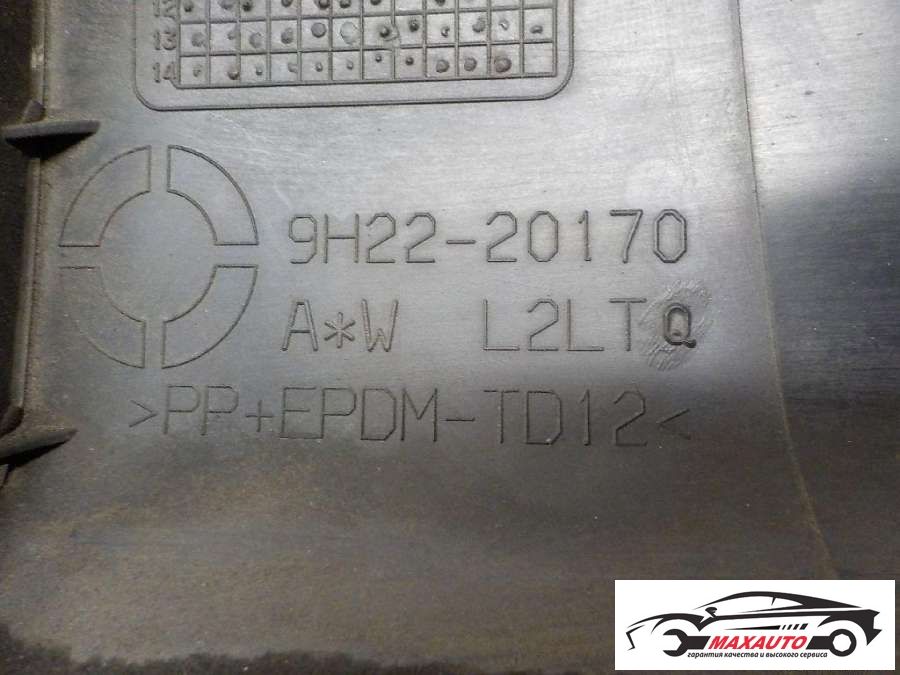 12
13
14
9H22-20170
A*W L2LTQ
>PP+EPDM-TD12<
MAXAUTO
гарантия качества и высокого сервиса